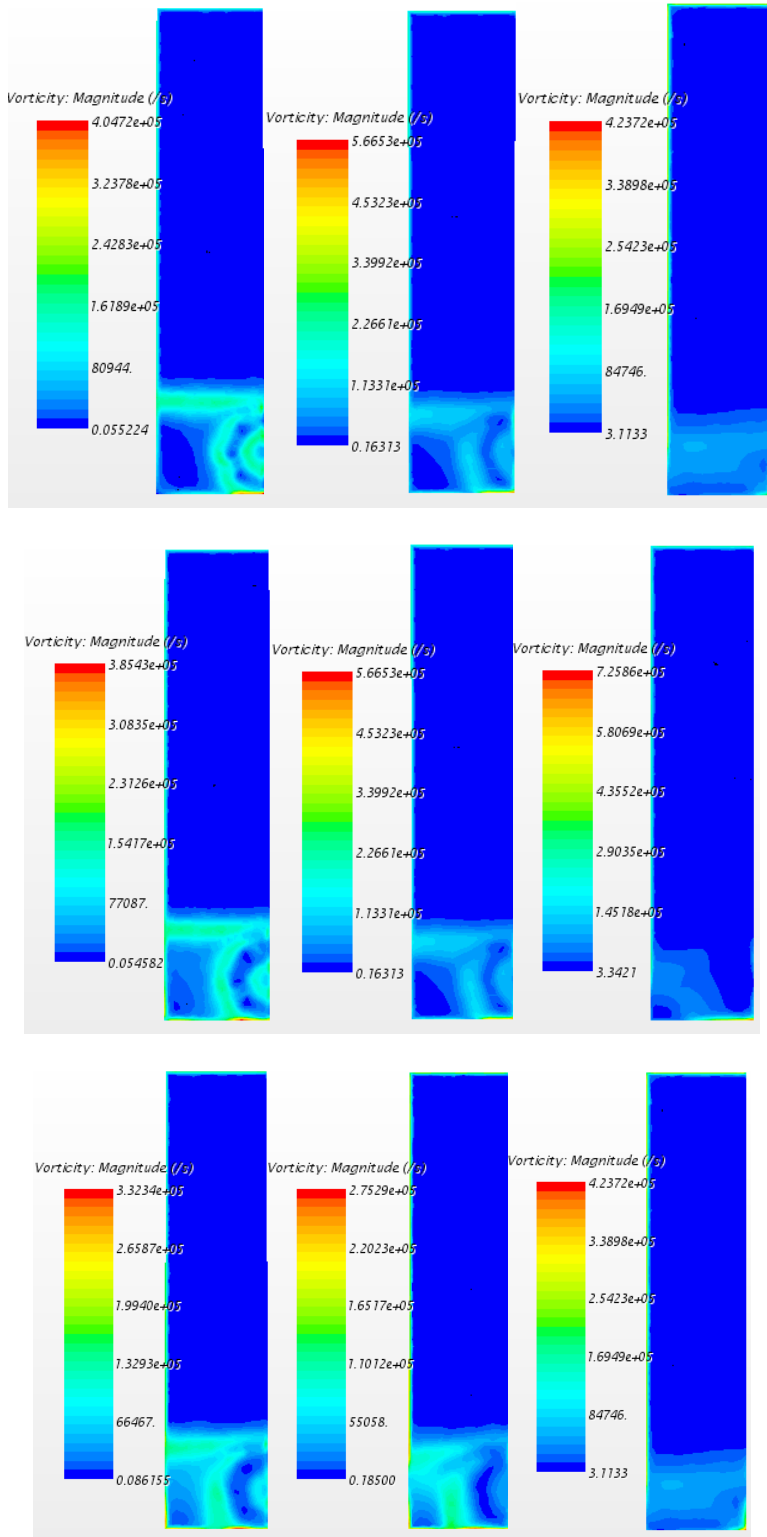 Vorticity: Magnitude (/s)
4.0472e+05
3.2378e+05
2.4283e+05
1.6189e+05
80944.
0.055224
Vorticity: Magnitude (/s)
5.6653e+05
4.5323e+05
3.3992e+05
2.2661e+05
1.1331e+05
0.16313
Vorticity: Magnitude (/s)
4.2372e+05
3.3898e+05
2.5423e+05
1.6949e+05
84746.
3.1133
Vorticity: Magnitude (/s)
3.8543e+05
3.0835e+05
2.3126e+05
1.5417e+05
77087.
0.054582
Vorticity: Magnitude (/s)
5.6653e+05
4.5323e+05
3.3992e+05
2.2661e+05
1.1331e+05
0.16313
Vorticity: Magnitude (/s)
7.2586e+05
5.8069e+05
4.3552e+05
2.9035e+05
1.4518e+05
3.3421
Vorticity: Magnitude (/s)
3.3234e+05
2.6587e+05
1.9940e+05
1.3293e+05
66467.
0.086755
Vorticity: Magnitude (/s)
2.7529e+05
2.2023e+05
1.6517e+05
1.1012e+05
55058.
0.18500
Vorticity: Magnitude (/s)
4.2372e+05
3.3898e+05
2.5423e+05
1.6949e+05
84746.
3.1133